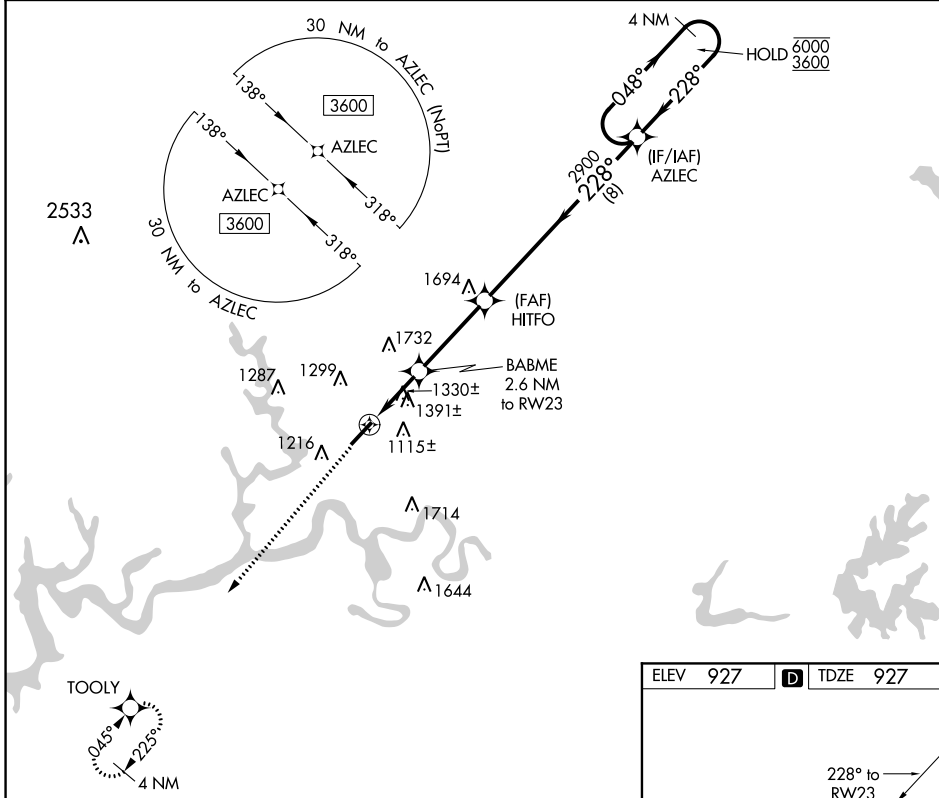 30 NM to AZLEC (NoPT)
138°
3600
AZLEC
318°
138°
AZLEC
3600
318°
30 NM to AZLEC
4 NM
HOLD 6000
3600
048°
228°
(IF/IAF)
AZLEC
2900
228°
(8)
2533
1694
(FAF)
HITFO
1732
BABME
2.6 NM
to RW23
1299
1287
1330±
1391±
1115±
1216
1714
1644
TOOLY
045°
225°
4 NM
ELEV 927 D TDZE 927
228° to
RW23